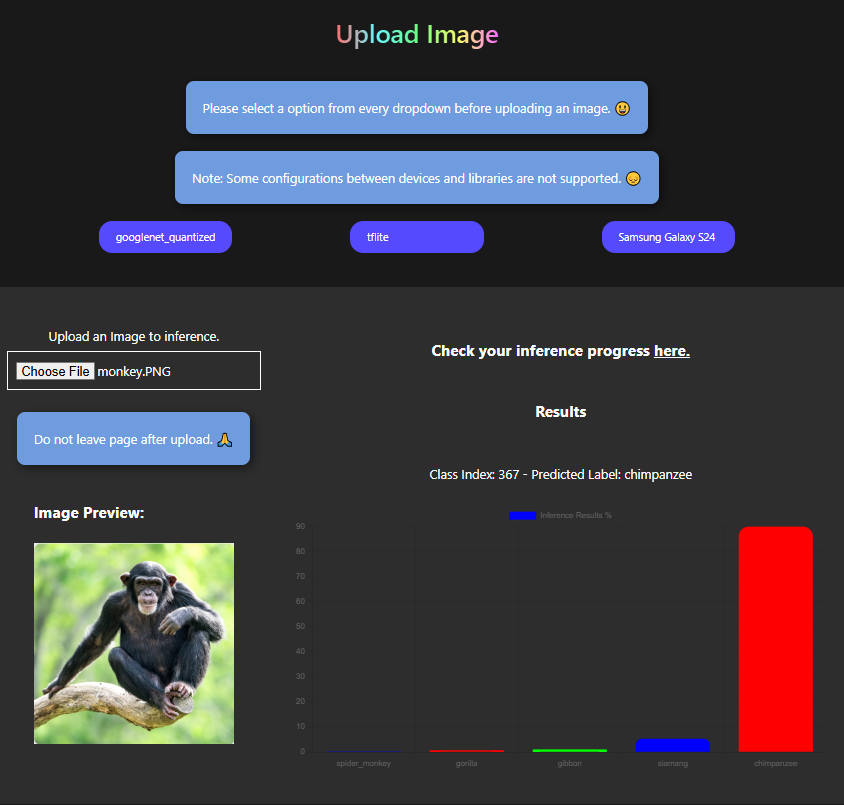 Upload Image
Please select a option from every dropdown before uploading an image. 😃
Note: Some configurations between devices and libraries are not supported. 😔
googlenet_quantized
tflite
Samsung Galaxy S24
Upload an Image to inference.
Choose File monkey.PNG
Do not leave page after upload. 🙏
Image Preview:
Check your inference progress here.
Results
Class Index: 367 - Predicted Label: chimpanzee
Inference Results %
90
80
70
60
50
40
30
20
10
0
spider_monkey
gorilla
gibbon
siamang
chimpanzee